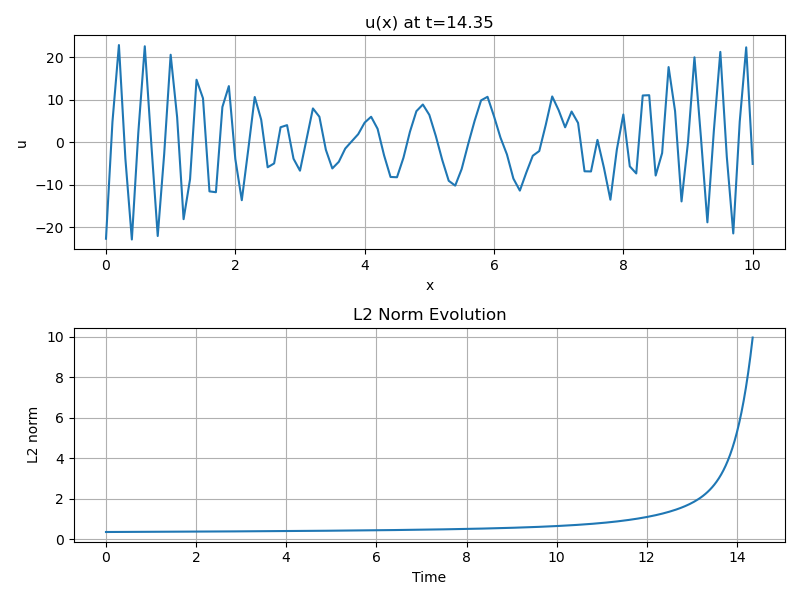 u(x) at t=14.35
20
10
0
−10
−20
u
0 2 4 6 8 10
x
L2 Norm Evolution
10
8
6
4
2
0
L2 norm
0 2 4 6 8 10 12 14
Time